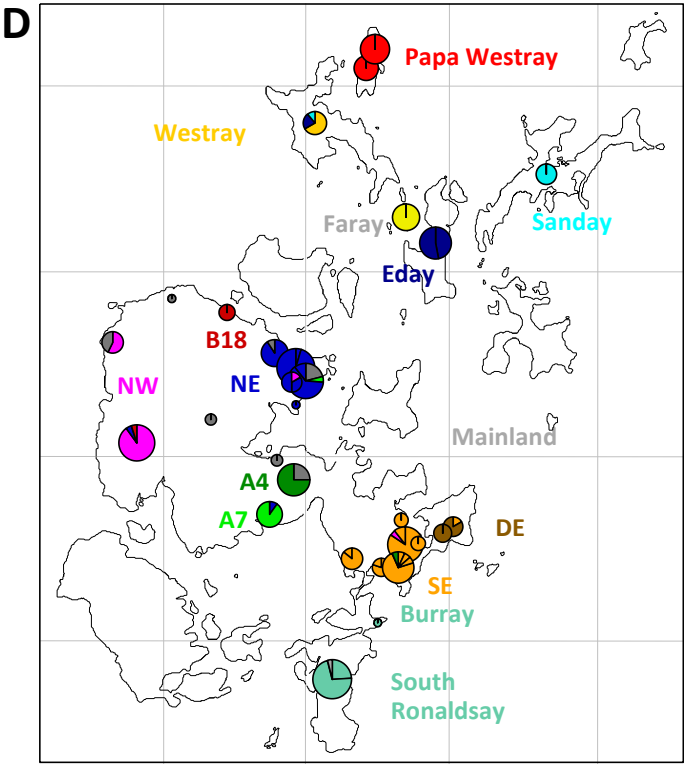 D
Papa Westray
Westray
Sanday
Faray
Eday
B18
NW
NE
Mainland
A4
A7
DE
SE
Burray
South
Ronaldsay